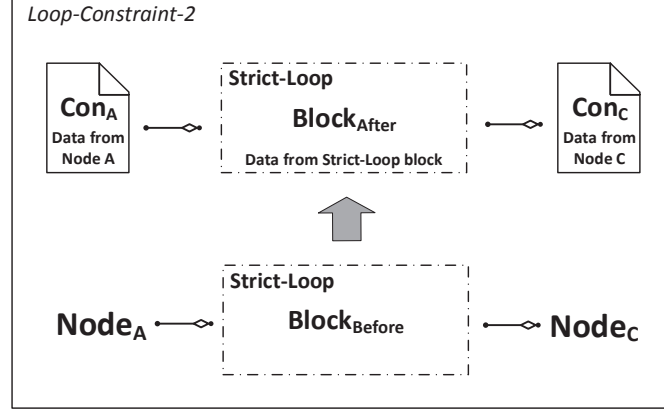 Loop-Constraint-2
Strict-Loop
Con_A
Block_After
Con_C
Data from
Node A
Data from Strict-Loop block
Data from
Node C
Strict-Loop
Node_A
Block_Before
Node_C